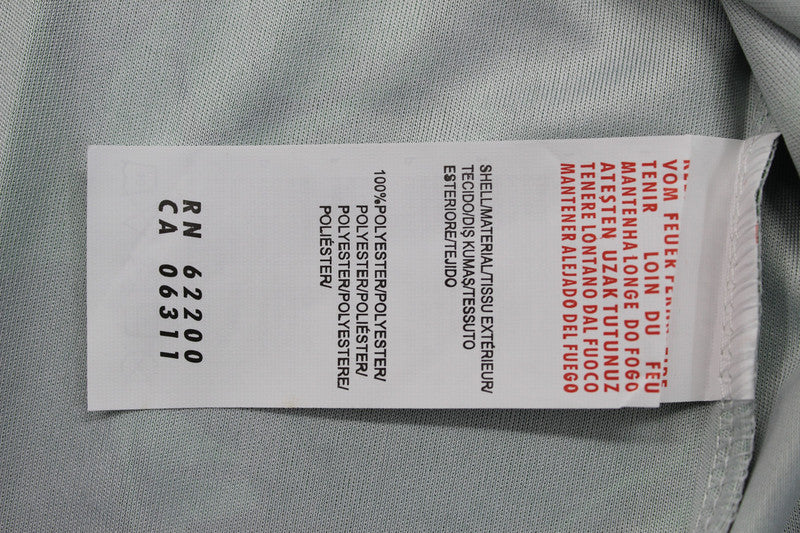 VOM FEUER
TENIR LOIN DU FEU
MANTENHA LONGE DO FOGO
ATEŞTEN UZAK TUTUNUZ
TENERE LONTANO DAL FUOCO
MANTENER ALEJADO DEL FUEGO
SHELL/MATERIAL/TISSU EXTÉRIEUR/
TECIDO/DIŞ KUMAŞ/TESSUTO
ESTERIORE/TEJIDO
100%POLYESTER/POLYESTER/
POLYESTER/POLIÉSTER/
POLYESTER/POLYESTERE/
POLIÉSTER/
RN 62200
CA 06311